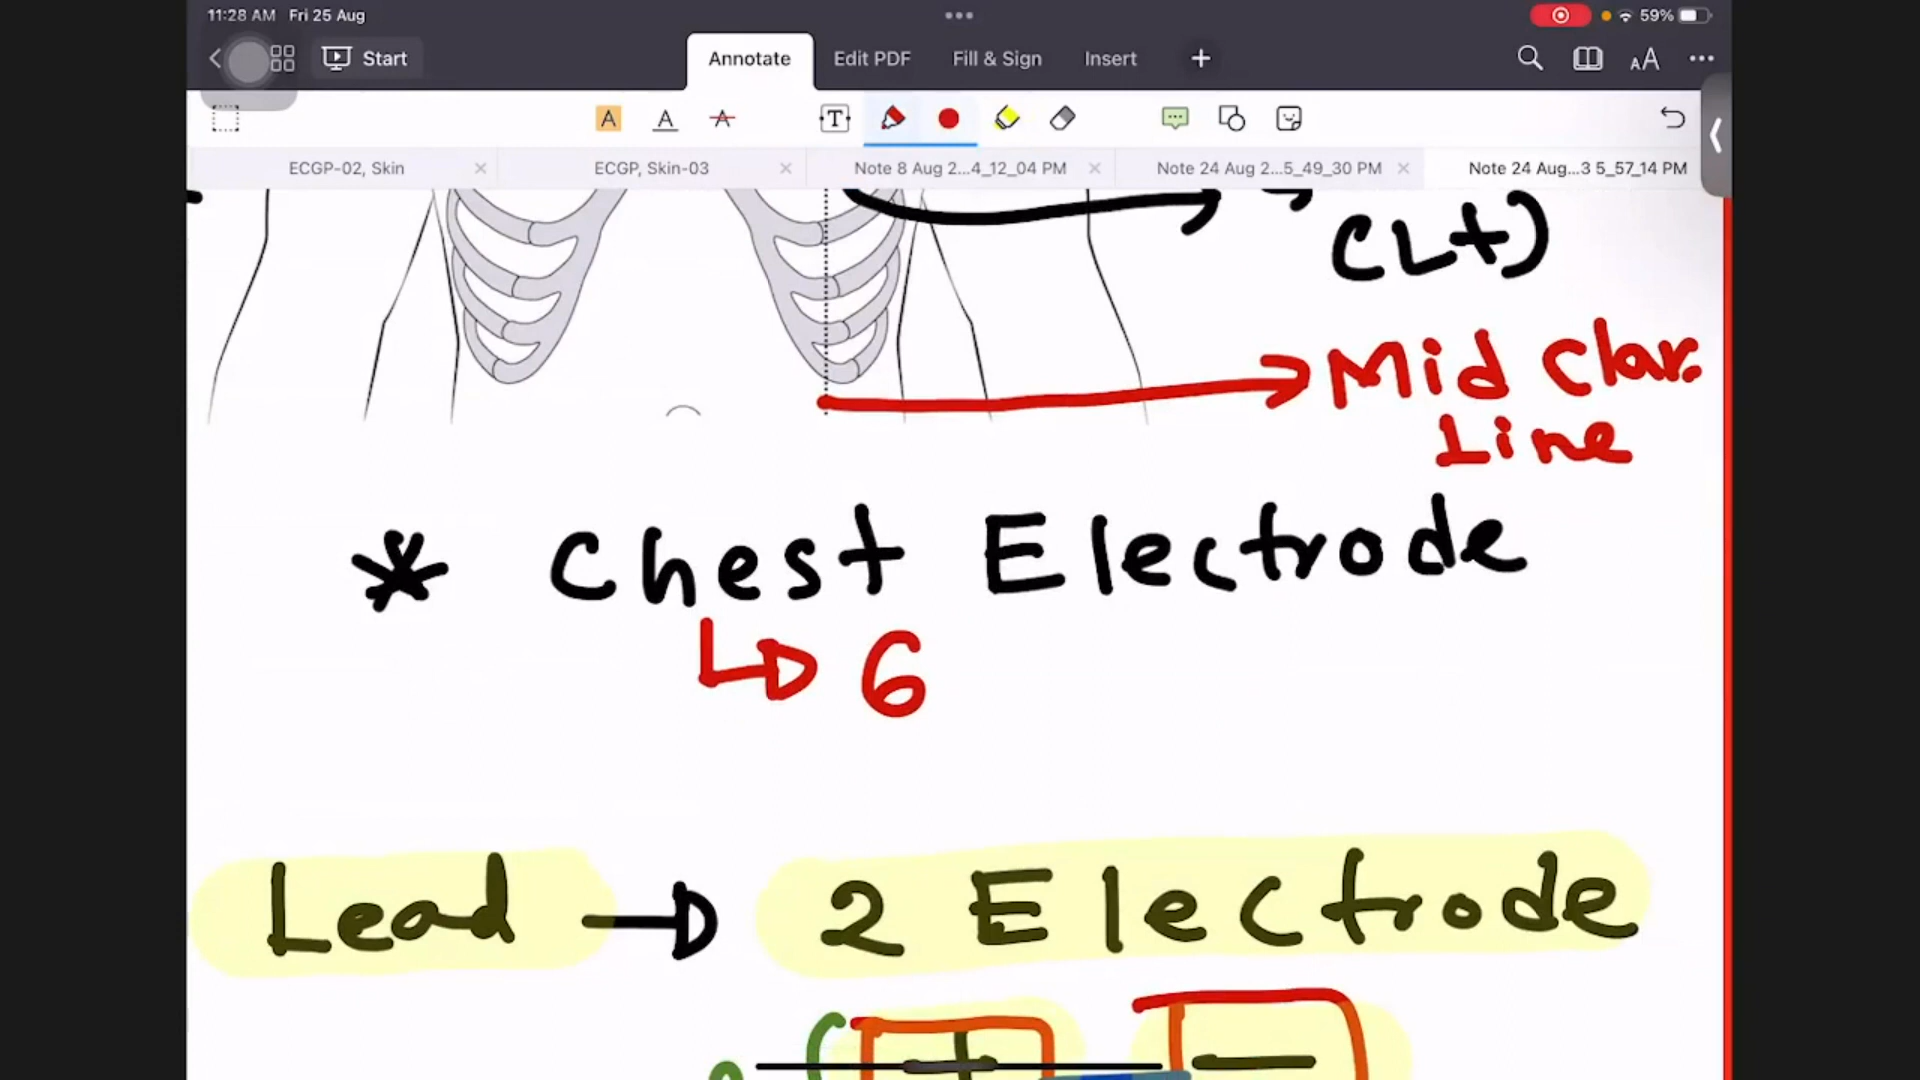 11:28 AM Fri 25 Aug
59%
Start
Annotate
Edit PDF
Fill & Sign
Insert
A A A T AA
ECGP-02, Skin
ECGP, Skin-03
Note 8 Aug 2...4_12_04 PM
Note 24 Aug 2...5_49_30 PM
Note 24 Aug...3 5_57_14 PM
(Lt)
Mid Clav.
Line
* Chest Electrode
6
Lead → 2 Electrode
+ −